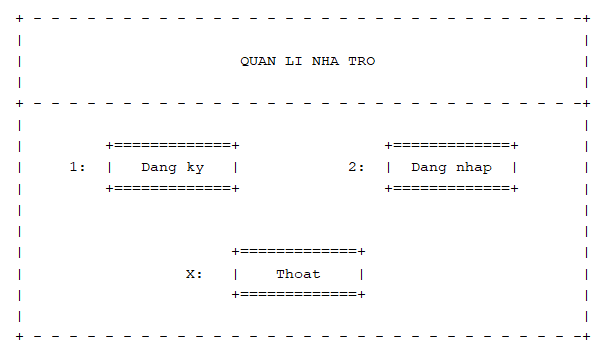 QUAN LI NHA TRO
1: Dang ky 2: Dang nhap
X: Thoat